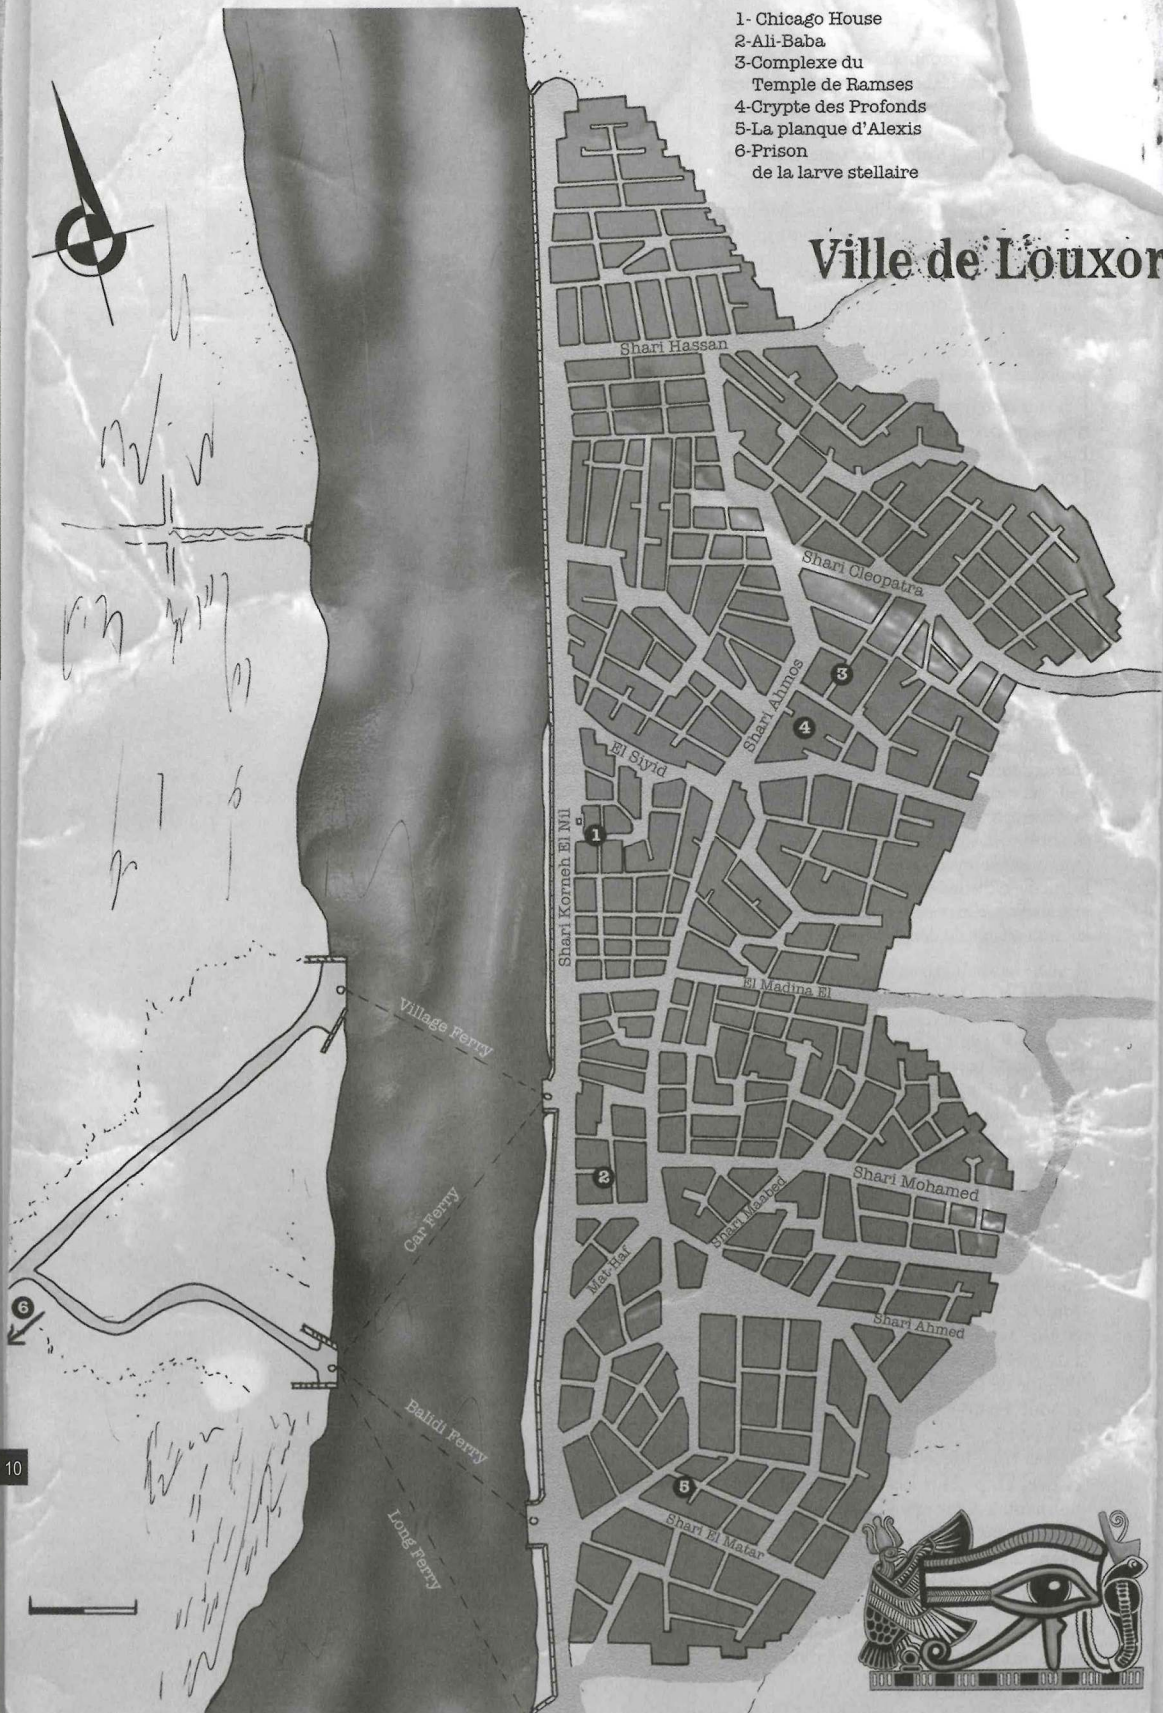 1- Chicago House
2-Ali-Baba
3-Complexe du
Temple de Ramses
4-Crypte des Profonds
5-La planque d'Alexis
6-Prison
de la larve stellaire
Ville de Louxor
Shari Hassan
Shari Cleopatra
3
Shari Ahmos
4
El Siyid
1
Shari Korneh El Nil
El Madina El
Village Ferry
2
Shari Mohamed
Shari Maabed
Car Ferry
Mat-Haf
6
Shari Ahmed
Balidi Ferry
10
5
Shari El Matar
Long Ferry